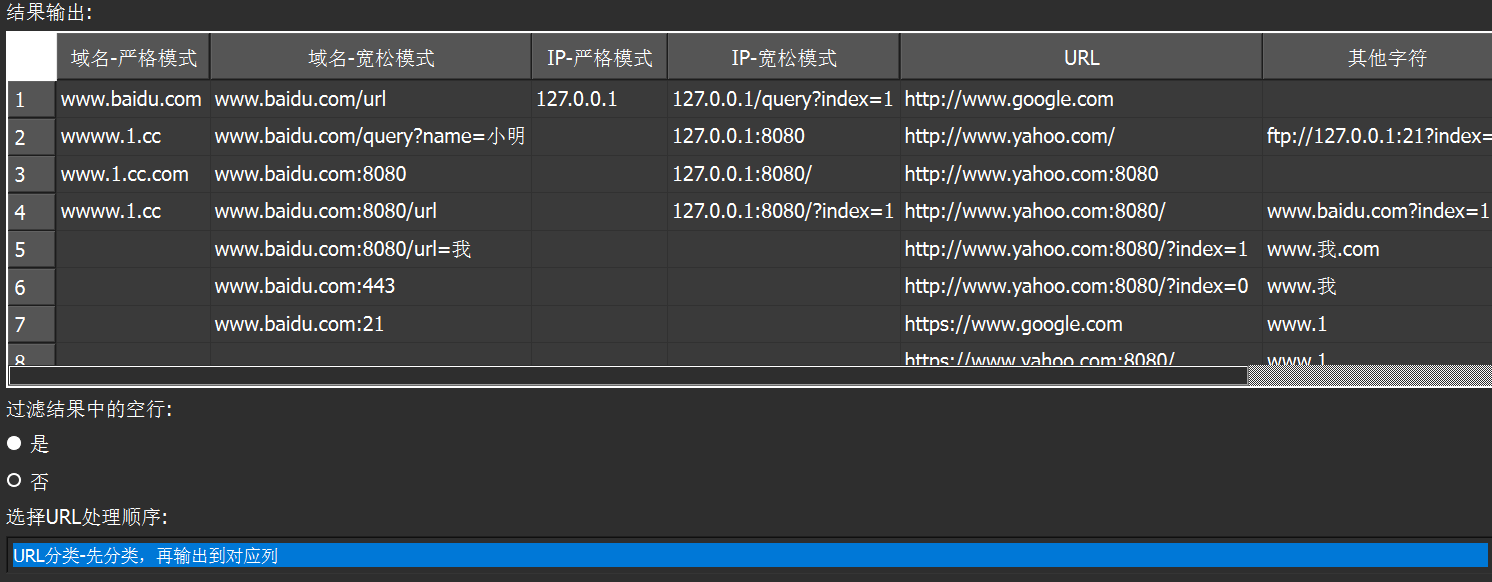 结果输出:
域名-严格模式 域名-宽松模式 IP-严格模式 IP-宽松模式 URL 其他字符
1 www.baidu.com www.baidu.com/url 127.0.0.1 127.0.0.1/query?index=1 http://www.google.com
2 wwww.1.cc www.baidu.com/query?name=小明 127.0.0.1:8080 http://www.yahoo.com/ ftp://127.0.0.1:21?index=
3 www.1.cc.com www.baidu.com:8080 127.0.0.1:8080/ http://www.yahoo.com:8080
4 wwww.1.cc www.baidu.com:8080/url 127.0.0.1:8080/?index=1 http://www.yahoo.com:8080/ www.baidu.com?index=1
5 www.baidu.com:8080/url=我 http://www.yahoo.com:8080/?index=1 www.我.com
6 www.baidu.com:443 http://www.yahoo.com:8080/?index=0 www.我
7 www.baidu.com:21 https://www.google.com www.1
8 https://www.yahoo.com:8080/ www.1
过滤结果中的空行:
是
否
选择URL处理顺序:
URL分类-先分类，再输出到对应列